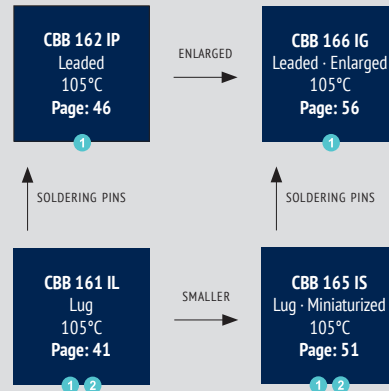 CBB 162 IP
Leaded
105°C
Page: 46
1
ENLARGED
CBB 166 IG
Leaded · Enlarged
105°C
Page: 56
1
SOLDERING PINS
SOLDERING PINS
CBB 161 IL
Lug
105°C
Page: 41
1 2
SMALLER
CBB 165 IS
Lug · Miniaturized
105°C
Page: 51
1 2